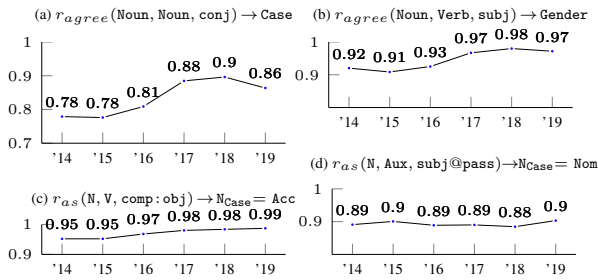 (a) r_agree(Noun, Noun, conj) → Case
1
0.9
0.8
0.7
0.78 0.78 0.81 0.88 0.9 0.86
'14 '15 '16 '17 '18 '19
(b) r_agree(Noun, Verb, subj) → Gender
1
0.9
0.92 0.91 0.93 0.97 0.98 0.97
'14 '15 '16 '17 '18 '19
(c) r_as(N, V, comp:obj) → N_Case = Acc
1
0.9
0.95 0.95 0.97 0.98 0.98 0.99
'14 '15 '16 '17 '18 '19
(d) r_as(N, Aux, subj@pass)→N_Case = Nom
1
0.9
0.89 0.9 0.89 0.89 0.88 0.9
'14 '15 '16 '17 '18 '19